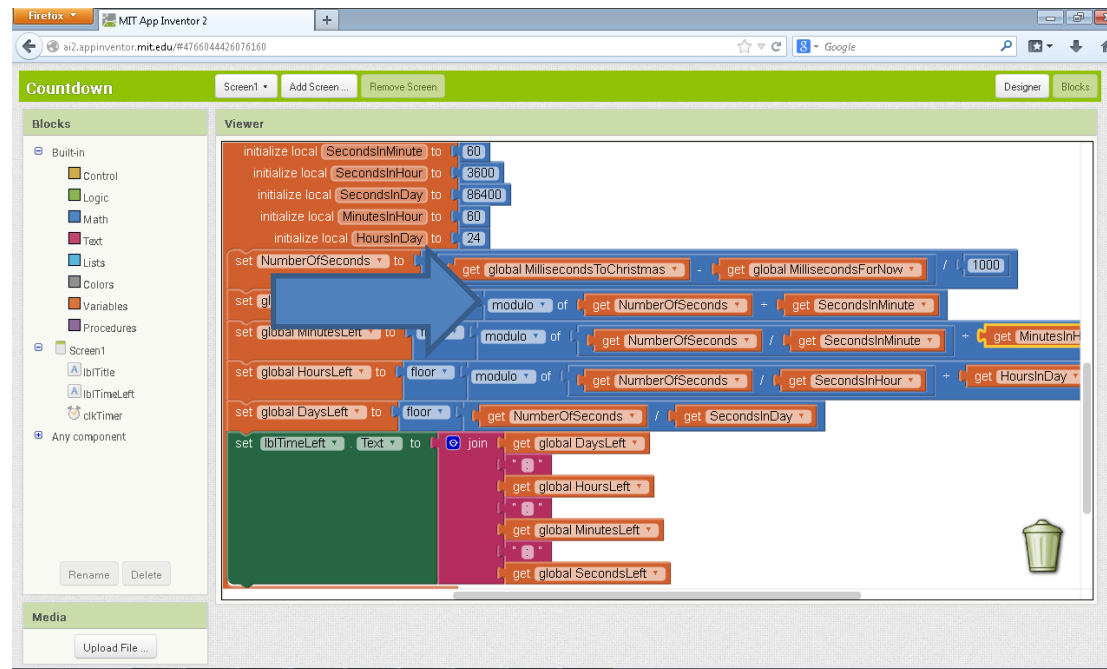 Firefox
MIT App Inventor 2
+
ai2.appinventor.mit.edu/#4766044426076160
8 Google
Countdown
Screen1
Add Screen ...
Remove Screen
Designer
Blocks
Blocks
Viewer
Built-in
Control
Logic
Math
Text
Lists
Colors
Variables
Procedures
Screen1
A lblTitle
A lblTimeLeft
clkTimer
Any component
Rename
Delete
Media
Upload File ...
initialize local SecondsInMinute to 60
initialize local SecondsInHour to 3600
initialize local SecondsInDay to 86400
initialize local MinutesInHour to 60
initialize local HoursInDay to 24
set NumberOfSeconds to get global MillisecondsToChristmas - get global MillisecondsForNow / 1000
set modulo of get NumberOfSeconds ÷ get SecondsInMinute
set global MinutesLeft to modulo of get NumberOfSeconds / get SecondsInMinute ÷ get MinutesInH
set global HoursLeft to floor modulo of get NumberOfSeconds / get SecondsInHour ÷ get HoursInDay
set global DaysLeft to floor get NumberOfSeconds / get SecondsInDay
set lblTimeLeft . Text to join get global DaysLeft
" : "
get global HoursLeft
" : "
get global MinutesLeft
" : "
get global SecondsLeft